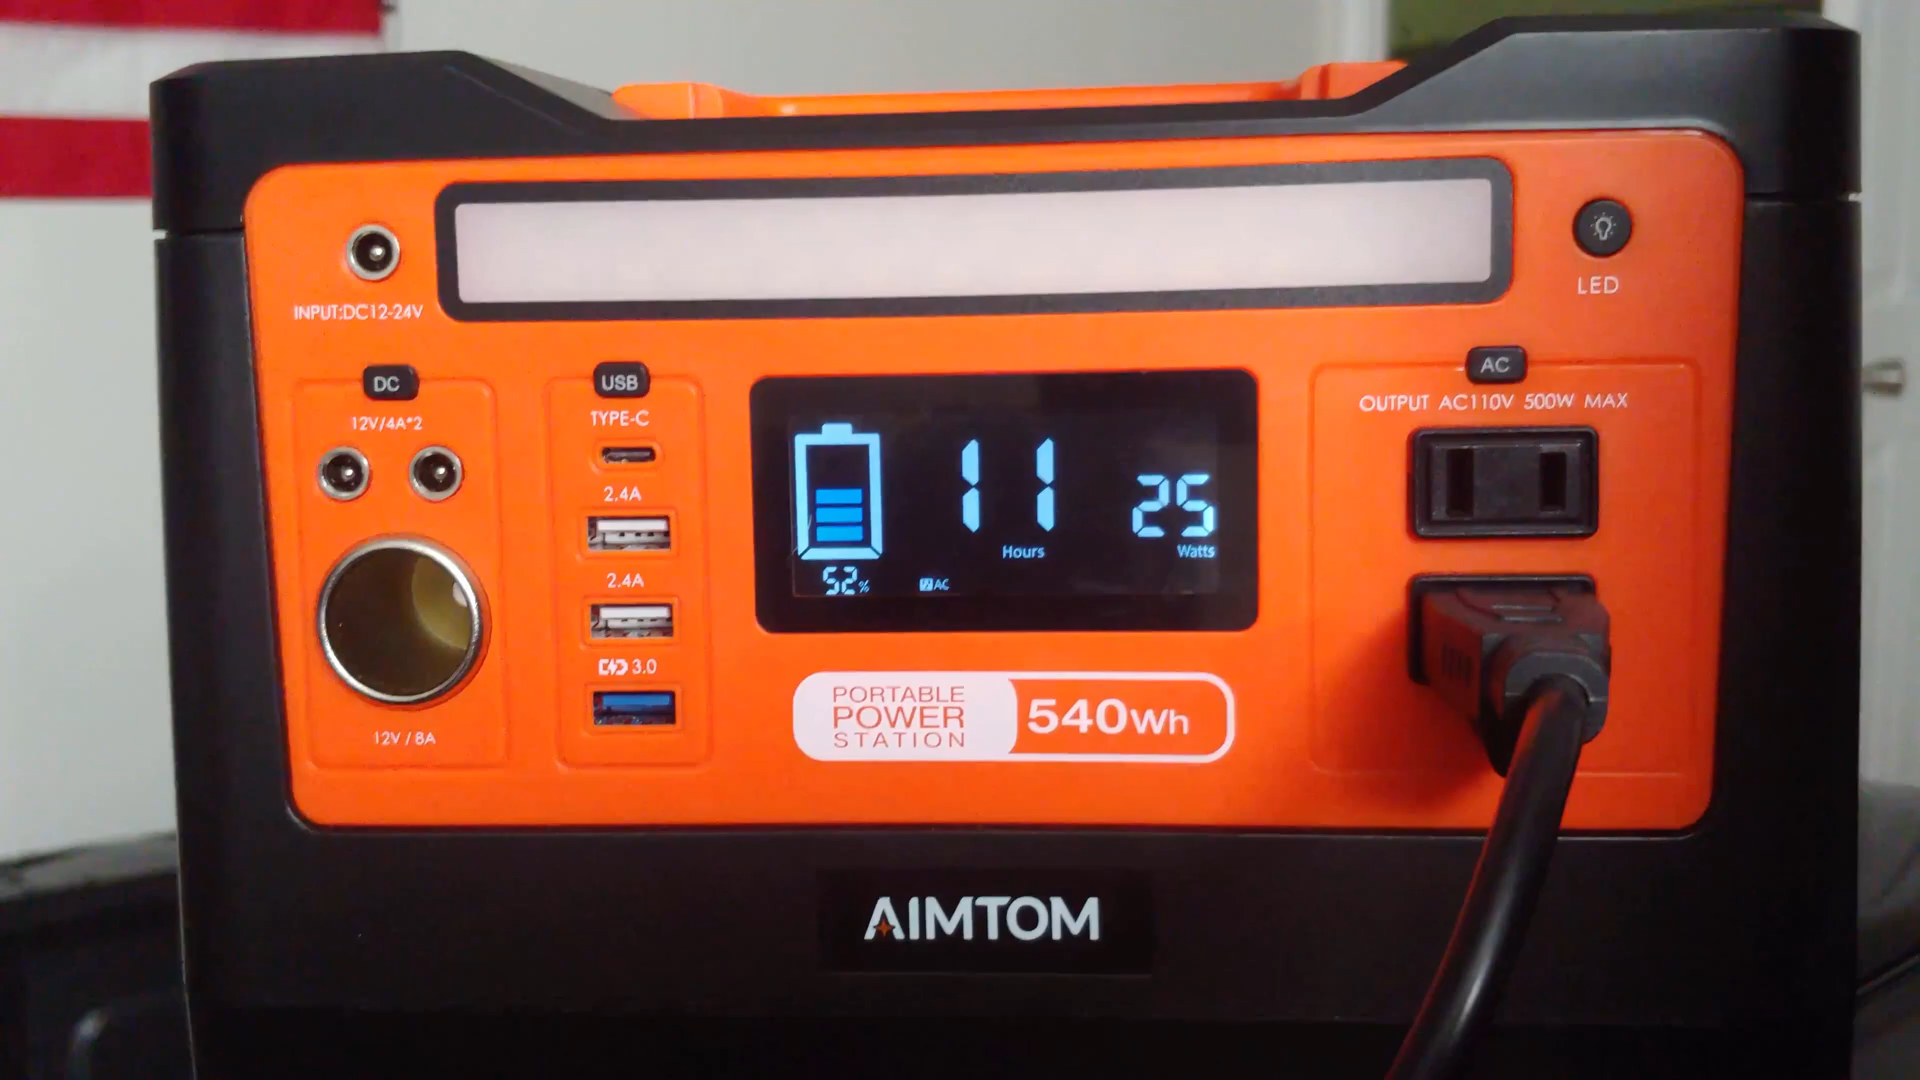 INPUT:DC12-24V
LED
DC
12V/4A*2
12V/8A
USB
TYPE-C
2.4A
2.4A
3.0
11
Hours
25
Watts
52%
AC
PORTABLE
POWER
STATION
540Wh
AC
OUTPUT AC110V 500W MAX
AIMTOM